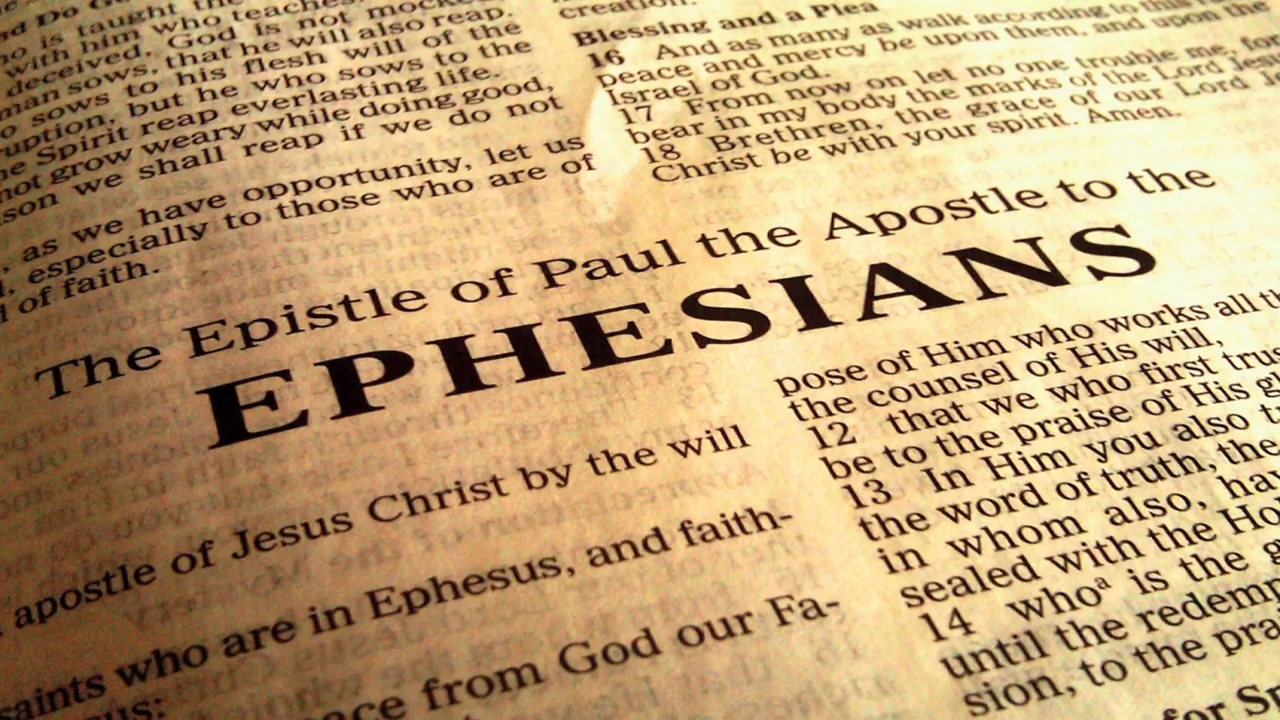 nd Do G
o is taught the
with him who teaches.
deceived, God is not mocked
man sows, that he will also reap.
o sows to his flesh will of the
ruption, but he who sows to the
he Spirit reap everlasting life.
not grow weary while doing good,
son we shall reap if we do not
, as we have opportunity, let us
, especially to those who are of
of faith.
creation.
Blessing and a Plea
16 And as many as walk according to this
peace and mercy be upon them, and upon the
Israel of God.
17 From now on let no one trouble me, for
bear in my body the marks of the Lord Jesus
18 Brethren, the grace of our Lord
Christ be with your spirit. Amen.
The Epistle of Paul the Apostle to the
EPHESIANS
apostle of Jesus Christ by the will
saints who are in Ephesus, and faith-
sus:
ace from God our Fa-
pose of Him who works all th
the counsel of His will,
12 that we who first trus
be to the praise of His gl
13 In Him you also t
the word of truth, the
in whom also, hav
sealed with the Ho
14 whoᵃ is the g
until the redemp
sion, to the pra
for Sp